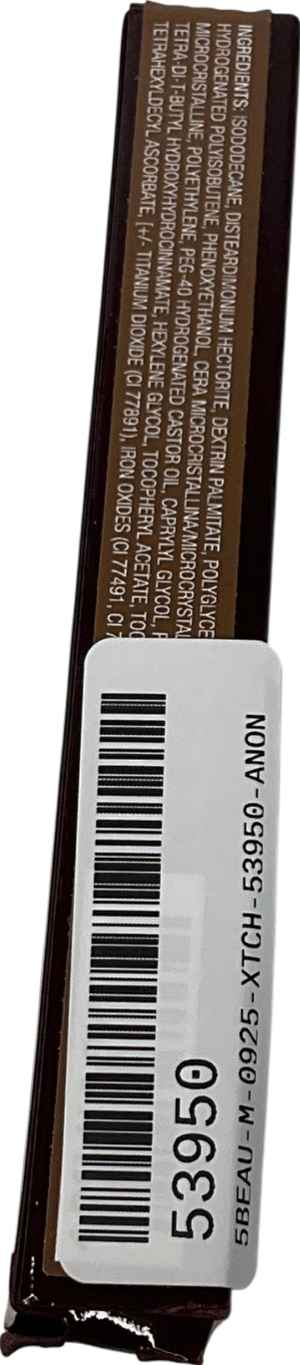 INGREDIENTS: ISODODECANE, DISTEARDIMONIUM HECTORITE, DEXTRIN PALMITATE, POLYGLYCE
HYDROGENATED POLYISOBUTENE, PHENOXYETHANOL, CERA MICROCRISTALLINA/MICROCRYSTAL
MICROCRISTALLINE, POLYETHYLENE, PEG-40 HYDROGENATED CASTOR OIL, CAPRYLYL GLYCOL,
TETRA-DI-T-BUTYL HYDROXYHYDROCINNAMATE, HEXYLENE GLYCOL, TOCOPHERYL ACETATE, TOC
TETRAHEXYLDECYL ASCORBATE, [+/- TITANIUM DIOXIDE (CI 77891), IRON OXIDES (CI 77491, CI
53950
5BEAU-M-0925-XTCH-53950-ANON